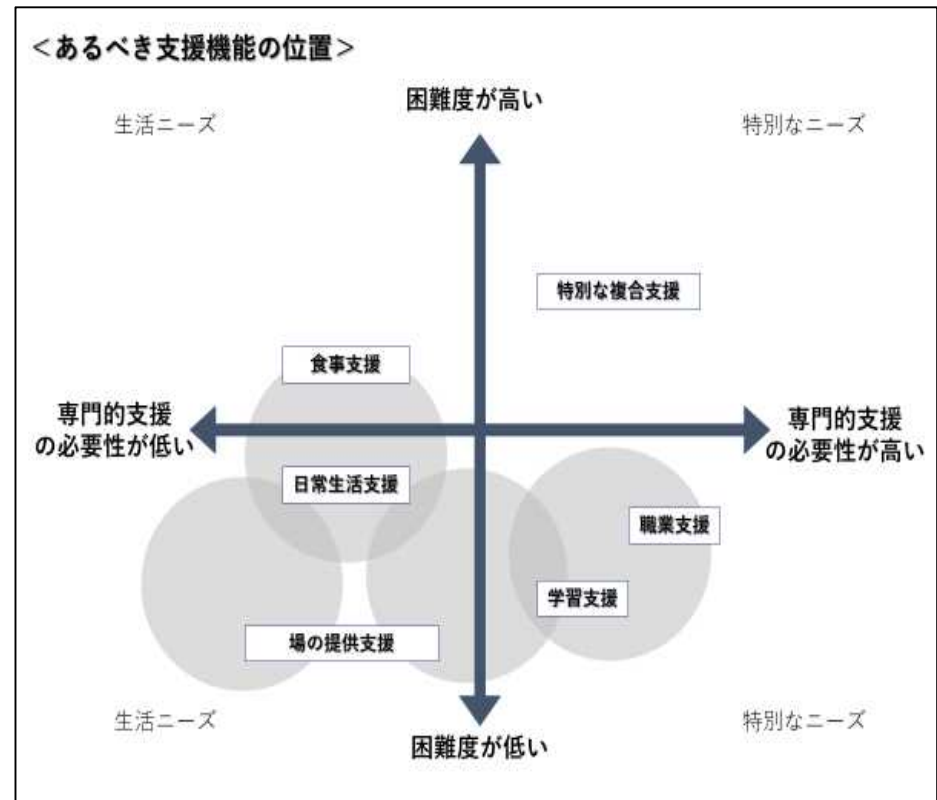 ＜あるべき支援機能の位置＞
困難度が高い
生活ニーズ
特別なニーズ
特別な複合支援
食事支援
専門的支援
の必要性が低い
専門的支援
の必要性が高い
日常生活支援
職業支援
学習支援
場の提供支援
生活ニーズ
特別なニーズ
困難度が低い